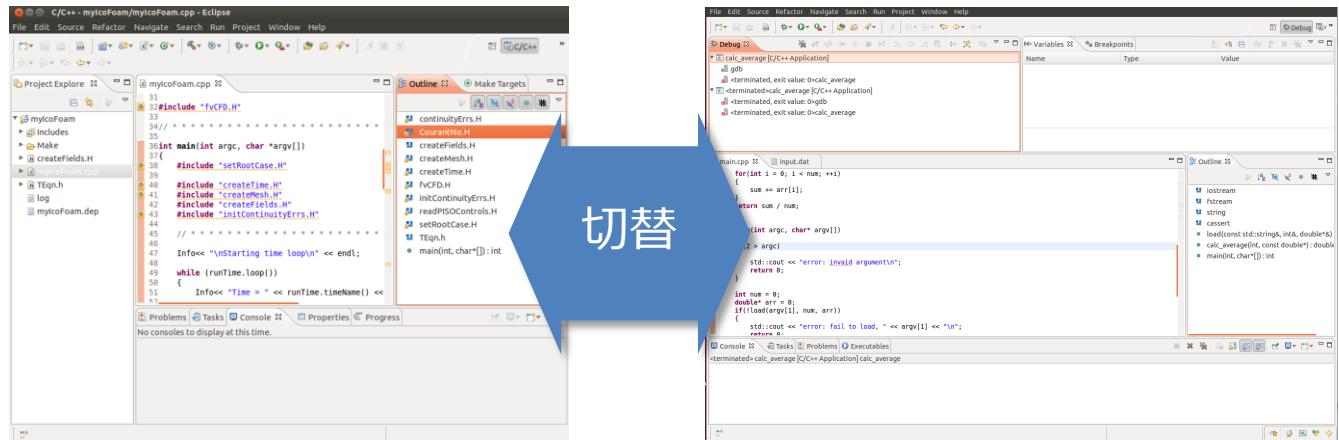 C/C++ - myIcoFoam/myIcoFoam.cpp - Eclipse
File Edit Source Refactor Navigate Search Run Project Window Help
C/C++
Project Explore
myIcoFoam
Includes
Make
createFields.H
myIcoFoam.cpp
TEqn.h
log
myIcoFoam.dep
myIcoFoam.cpp
31
32 #include "fvCFD.H"
33
34 // * * * * * * * * * * * * * * * * * * * * * * * *
35
36 int main(int argc, char *argv[])
37 {
38 #include "setRootCase.H"
39
40 #include "createTime.H"
41 #include "createMesh.H"
42 #include "createFields.H"
43 #include "initContinuityErrs.H"
44
45 // * * * * * * * * * * * * * * * * * * * * * * *
46
47 Info<< "\nStarting time loop\n" << endl;
48
49 while (runTime.loop())
50 {
51 Info<< "Time = " << runTime.timeName() <<
52
Outline Make Targets
continuityErrs.H
CourantNo.H
createFields.H
createMesh.H
createTime.H
fvCFD.H
initContinuityErrs.H
readPISOControls.H
setRootCase.H
TEqn.h
main(int, char*[]) : int
Problems Tasks Console Properties Progress
No consoles to display at this time.
切替
File Edit Source Refactor Navigate Search Run Project Window Help
Debug
Debug
calc_average [C/C++ Application]
gdb
<terminated, exit value: 0>calc_average
<terminated>calc_average [C/C++ Application]
<terminated, exit value: 0>gdb
<terminated, exit value: 0>calc_average
Variables Breakpoints
Name Type Value
main.cpp input.dat
for(int i = 0; i < num; ++i)
{
sum += arr[i];
}
return sum / num;
(int argc, char* argv[])
2 > argc)
std::cout << "error: invaid argument\n";
return 0;
}
int num = 0;
double* arr = 0;
if(!load(argv[1], num, arr))
{
std::cout << "error: fail to load, " << argv[1] << "\n";
return 0;
Outline
iostream
fstream
string
cassert
load(const std::string&, int&, double*&)
calc_average(int, const double*) : double
main(int, char*[]) : int
Console Tasks Problems Executables
<terminated> calc_average [C/C++ Application] calc_average